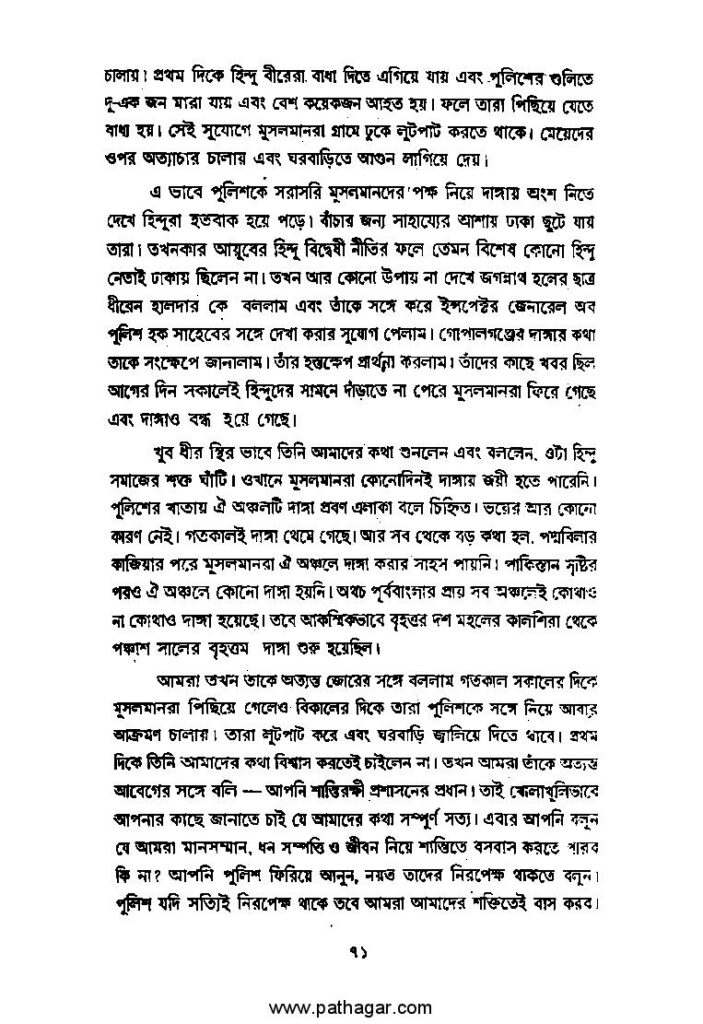 চালায়। প্রথম দিকে হিন্দু বীরেরা বাধা দিতে এগিয়ে যায় এবং পুলিশের গুলিতে
দু-এক জন মারা যায় এবং বেশ কয়েকজন আহত হয়। ফলে তারা পিছিয়ে যেতে
বাধ্য হয়। সেই সুযোগে মুসলমানরা গ্রামে ঢুকে লুটপাট করতে থাকে। মেয়েদের
ওপর অত্যাচার চালায় এবং ঘরবাড়িতে আগুন লাগিয়ে দেয়।
এ ভাবে পুলিশকে সরাসরি মুসলমানদের পক্ষ নিয়ে দাঙ্গায় অংশ নিতে
দেখে হিন্দুরা হতবাক হয়ে পড়ে। বাঁচার জন্য সাহায্যের আশায় ঢাকা ছুটে যায়
তারা। তখনকার আয়ুবের হিন্দু বিদ্বেষী নীতির ফলে তেমন বিশেষ কোনো হিন্দু
নেতাই ঢাকায় ছিলেন না। তখন আর কোনো উপায় না দেখে জগন্নাথ হলের ছাত্র
ধীরেন হালদার কে বললাম এবং তাঁকে সঙ্গে করে ইন্সপেক্টর জেনারেল অব
পুলিশ হক সাহেবের সঙ্গে দেখা করার সুযোগ পেলাম। গোপালগঞ্জের দাঙ্গার কথা
তাকে সংক্ষেপে জানালাম। তাঁর হস্তক্ষেপ প্রার্থনা করলাম। তাঁদের কাছে খবর ছিল
আগের দিন সকালেই হিন্দুদের সামনে দাঁড়াতে না পেরে মুসলমানরা ফিরে গেছে
এবং দাঙ্গাও বন্ধ হয়ে গেছে।
খুব ধীর স্থির ভাবে তিনি আমাদের কথা শুনলেন এবং বললেন, ওটা হিন্দু
সমাজের শক্ত ঘাঁটি। ওখানে মুসলমানরা কোনোদিনই দাঙ্গায় জয়ী হতে পারেনি।
পুলিশের খাতায় ঐ অঞ্চলটি দাঙ্গা প্রবণ এলাকা বলে চিহ্নিত। ভয়ের আর কোনো
কারণ নেই। গতকালই দাঙ্গা থেমে গেছে। আর সব থেকে বড় কথা হল, পদ্মবিলার
কাজিয়ার পরে মুসলমানরা ঐ অঞ্চলে দাঙ্গা করার সাহস পায়নি। পাকিস্তান সৃষ্টির
পরও ঐ অঞ্চলে কোনো দাঙ্গা হয়নি। অথচ পূর্ববাংলার প্রায় সব অঞ্চলেই কোথাও
না কোথাও দাঙ্গা হয়েছে। তবে আকস্মিকভাবে বৃহত্তর দশ মহলের কালশিরা থেকে
পঞ্চাশ সালের বৃহত্তম দাঙ্গা শুরু হয়েছিল।
আমরা তখন তাকে অত্যন্ত জোরের সঙ্গে বললাম গতকাল সকালের দিকে
মুসলমানরা পিছিয়ে গেলেও বিকালের দিকে তারা পুলিশকে সঙ্গে নিয়ে আবার
আক্রমণ চালায়। তারা লুটপাট করে এবং ঘরবাড়ি জ্বালিয়ে দিতে থাকে। প্রথম
দিকে তিনি আমাদের কথা বিশ্বাস করতেই চাইলেন না। তখন আমরা তাঁকে অত্যন্ত
আবেগের সঙ্গে বলি — আপনি শান্তিরক্ষী প্রশাসনের প্রধান। তাই খোলাখুলিভাবে
আপনার কাছে জানাতে চাই যে আমাদের কথা সম্পূর্ণ সত্য। এবার আপনি বলুন
যে আমরা মানসম্মান, ধন সম্পত্তি ও জীবন নিয়ে শান্তিতে বসবাস করতে পারব
কি না? আপনি পুলিশ ফিরিয়ে আনুন, নয়ত তাদের নিরপেক্ষ থাকতে বলুন।
পুলিশ যদি সত্যিই নিরপেক্ষ থাকে তবে আমরা আমাদের শক্তিতেই বাস করব।
৭১
www.pathagar.com